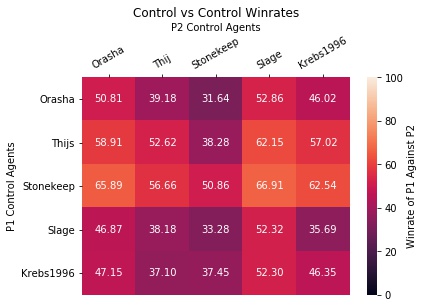 Control vs Control Winrates
P2 Control Agents
Orasha Thij Stonekeep Slage Krebs1996
P1 Control Agents
Orasha 50.81 39.18 31.64 52.86 46.02
Thijs 58.91 52.62 38.28 62.15 57.02
Stonekeep 65.89 56.66 50.86 66.91 62.54
Slage 46.87 38.18 33.28 52.32 35.69
Krebs1996 47.15 37.10 37.45 52.30 46.35
100
80
60
40
20
0
Winrate of P1 Against P2